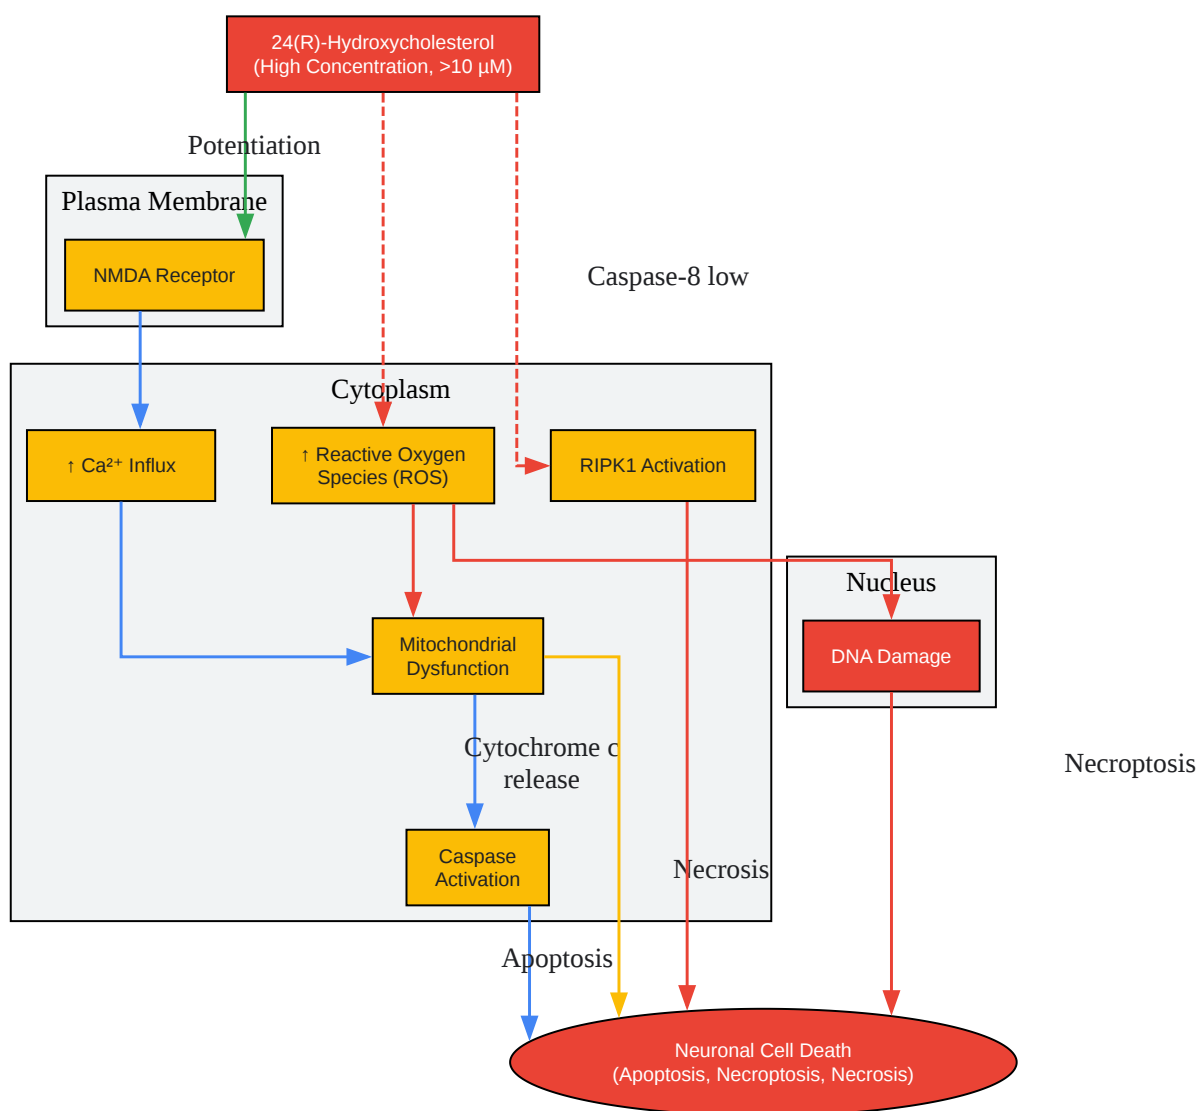 24(R)-Hydroxycholesterol
(High Concentration, >10 µM)
Potentiation
Plasma Membrane
NMDA Receptor
Caspase-8 low
Cytoplasm
↑ Ca²⁺ Influx
↑ Reactive Oxygen
Species (ROS)
RIPK1 Activation
Nucleus
Mitochondrial
Dysfunction
DNA Damage
Cytochrome c
release
Necroptosis
Caspase
Activation
Necrosis
Apoptosis
Neuronal Cell Death
(Apoptosis, Necroptosis, Necrosis)